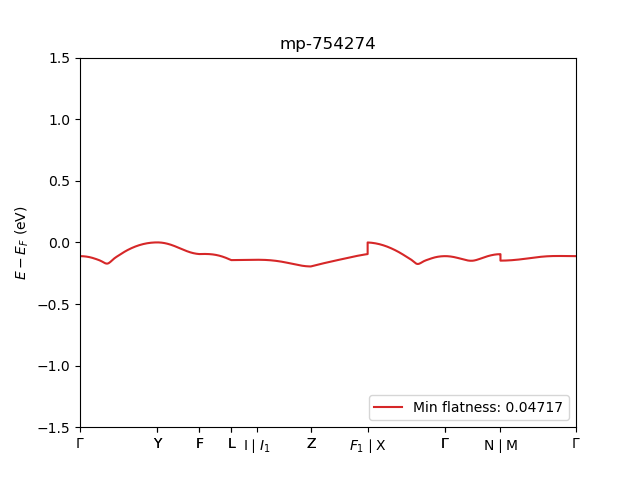 mp-754274
E − E_F (eV)
1.5
1.0
0.5
0.0
−0.5
−1.0
−1.5
Min flatness: 0.04717
Γ Y F L I | I₁ Z F₁ | X Γ N | M Γ